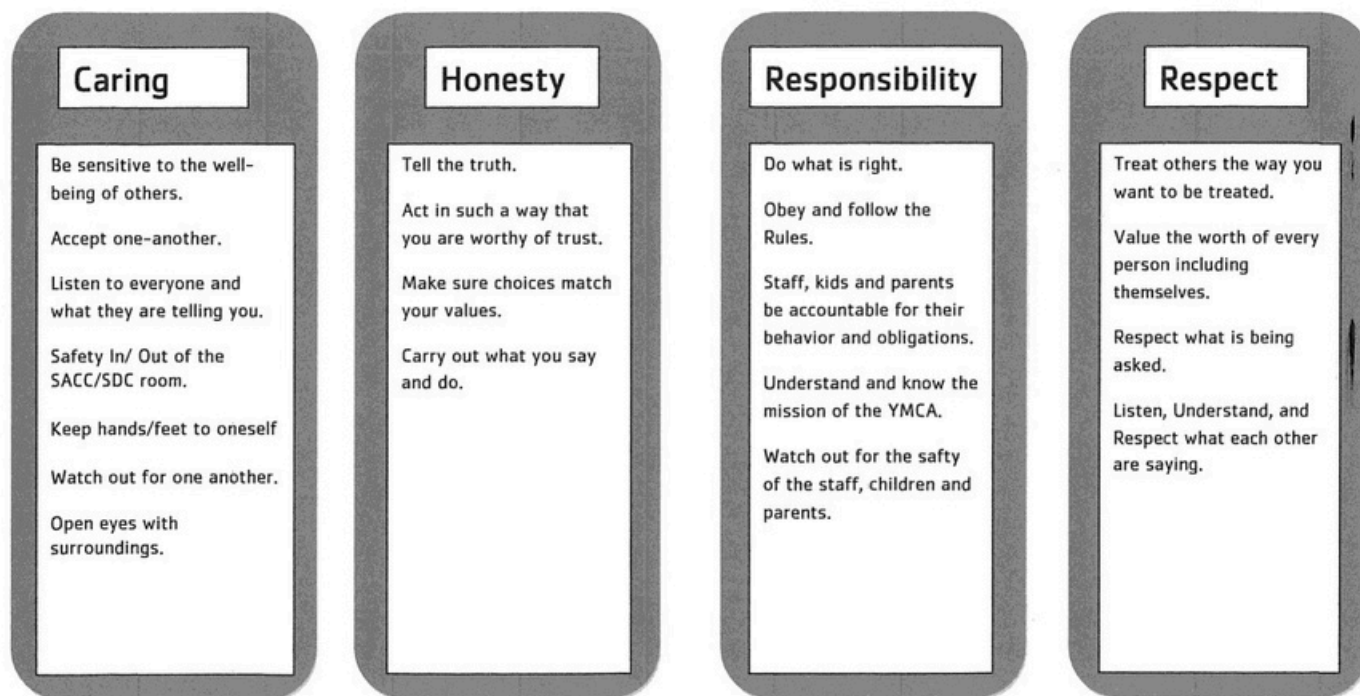 Caring
Be sensitive to the well-
being of others.
Accept one-another.
Listen to everyone and
what they are telling you.
Safety In/ Out of the
SACC/SDC room.
Keep hands/feet to oneself
Watch out for one another.
Open eyes with
surroundings.
Honesty
Tell the truth.
Act in such a way that
you are worthy of trust.
Make sure choices match
your values.
Carry out what you say
and do.
Responsibility
Do what is right.
Obey and follow the
Rules.
Staff, kids and parents
be accountable for their
behavior and obligations.
Understand and know the
mission of the YMCA.
Watch out for the safty
of the staff, children and
parents.
Respect
Treat others the way you
want to be treated.
Value the worth of every
person including
themselves.
Respect what is being
asked.
Listen, Understand, and
Respect what each other
are saying.